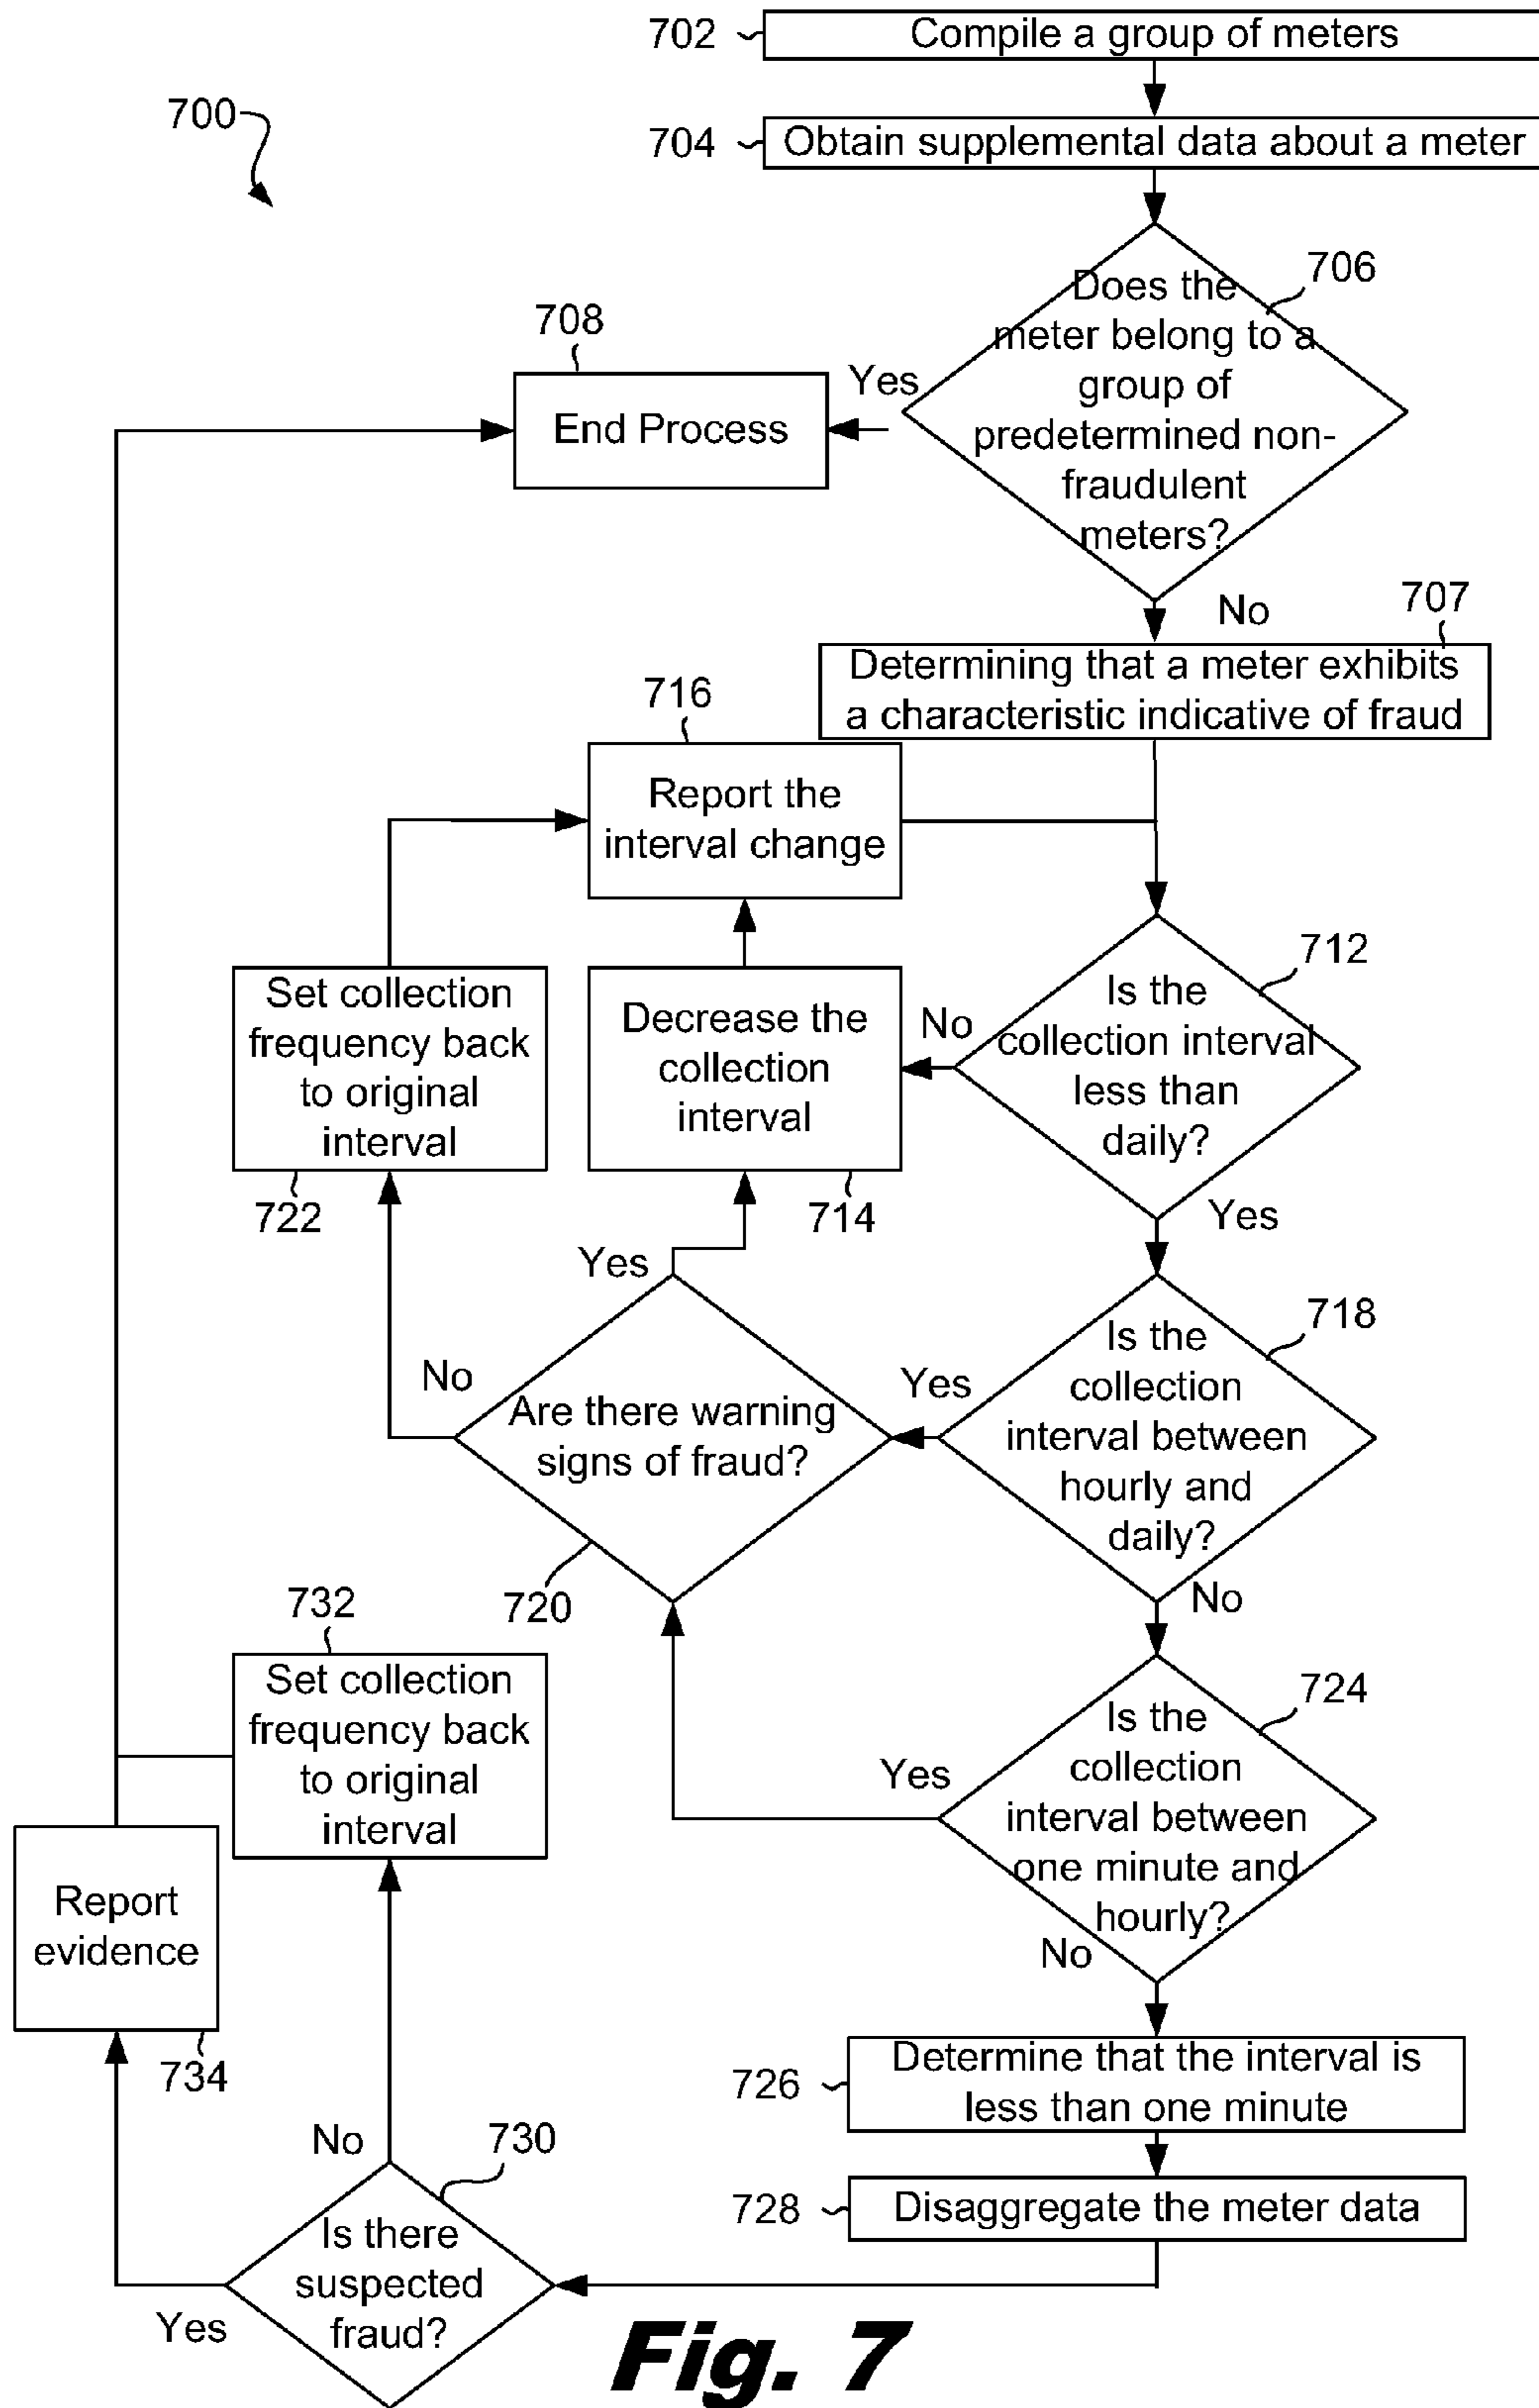 702
Compile a group of meters
700
704
Obtain supplemental data about a meter
706
Does the
meter belong to a
group of
predetermined non-
fraudulent
meters?
708
Yes
End Process
No
707
Determining that a meter exhibits
a characteristic indicative of fraud
716
Report the
interval change
712
Is the
collection interval
less than
daily?
No
Set collection
frequency back
to original
interval
722
Decrease the
collection
interval
714
Yes
Yes
718
Is the
collection
interval between
hourly and
daily?
Yes
No
Are there warning
signs of fraud?
720
No
732
Set collection
frequency back
to original
interval
724
Is the
collection
interval between
one minute and
hourly?
Yes
No
Report
evidence
734
726
Determine that the interval is
less than one minute
No
730
728
Disaggregate the meter data
Is there
suspected
fraud?
Yes
Fig. 7